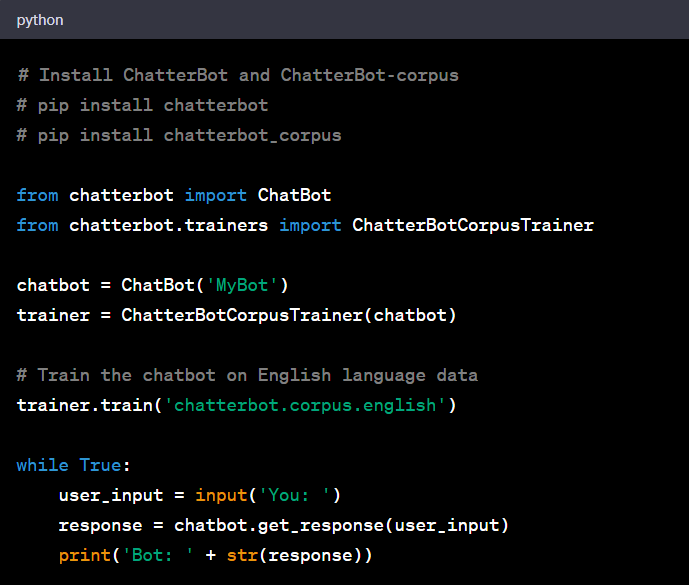 python
# Install ChatterBot and ChatterBot-corpus
# pip install chatterbot
# pip install chatterbot_corpus
from chatterbot import ChatBot
from chatterbot.trainers import ChatterBotCorpusTrainer
chatbot = ChatBot('MyBot')
trainer = ChatterBotCorpusTrainer(chatbot)
# Train the chatbot on English language data
trainer.train('chatterbot.corpus.english')
while True:
    user_input = input('You: ')
    response = chatbot.get_response(user_input)
    print('Bot: ' + str(response))